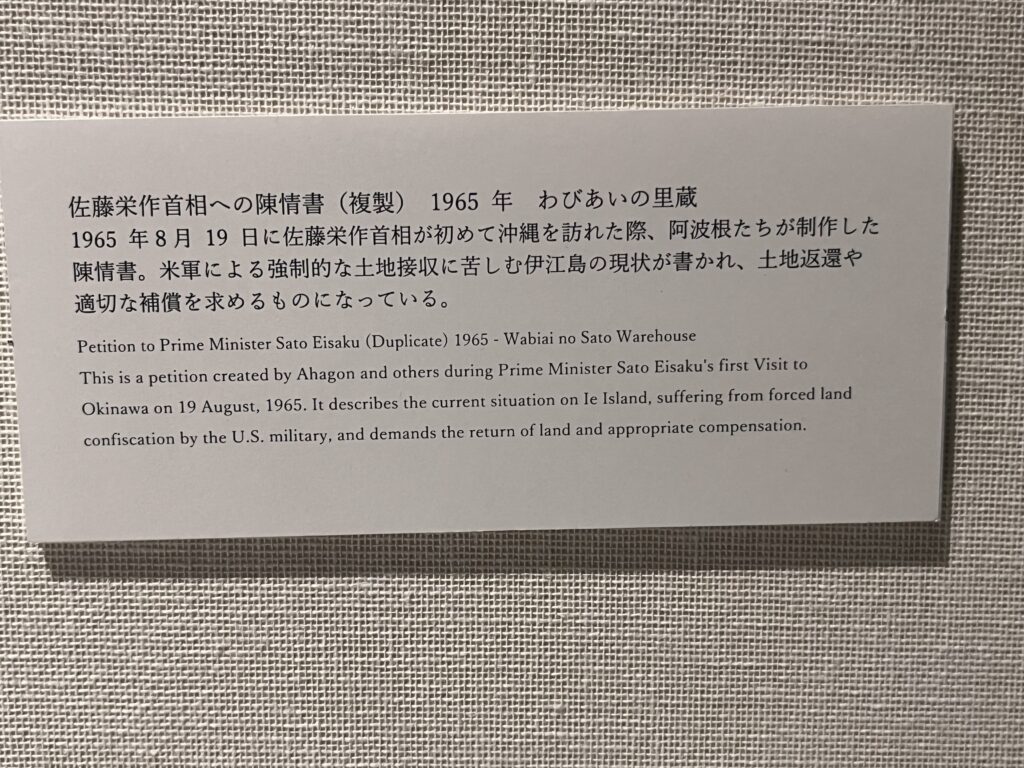 佐藤栄作首相への陳情書（複製） 1965 年　わびあいの里蔵
1965 年 8 月 19 日に佐藤栄作首相が初めて沖縄を訪れた際、阿波根たちが制作した
陳情書。米軍による強制的な土地接収に苦しむ伊江島の現状が書かれ、土地返還や
適切な補償を求めるものになっている。
Petition to Prime Minister Sato Eisaku (Duplicate) 1965 - Wabiai no Sato Warehouse
This is a petition created by Ahagon and others during Prime Minister Sato Eisaku's first Visit to
Okinawa on 19 August, 1965. It describes the current situation on Ie Island, suffering from forced land
confiscation by the U.S. military, and demands the return of land and appropriate compensation.